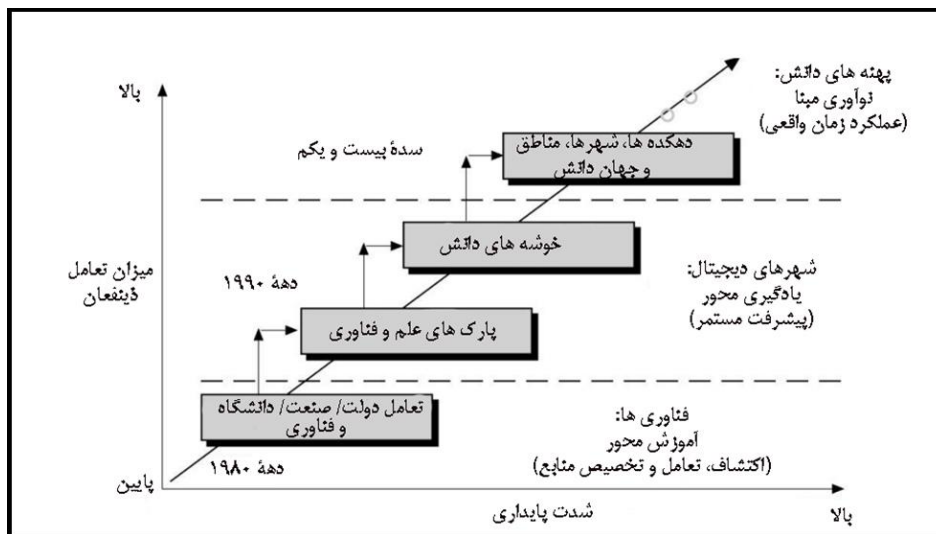 بالا
پهنه های دانش:
نوآوری مبنا
(عملکرد زمان واقعی)
سدهٔ بیست و یکم
دهکده ها، شهرها، مناطق
و جهان دانش
خوشه های دانش
میزان تعامل
ذینفعان
دههٔ ۱۹۹۰
شهرهای دیجیتال:
یادگیری محور
(پیشرفت مستمر)
پارک های علم و فناوری
تعامل دولت/ صنعت/ دانشگاه
و فناوری
فناوری ها:
آموزش محور
(اکتشاف، تعامل و تخصیص منابع)
دههٔ ۱۹۸۰
پایین
شدت پایداری
بالا